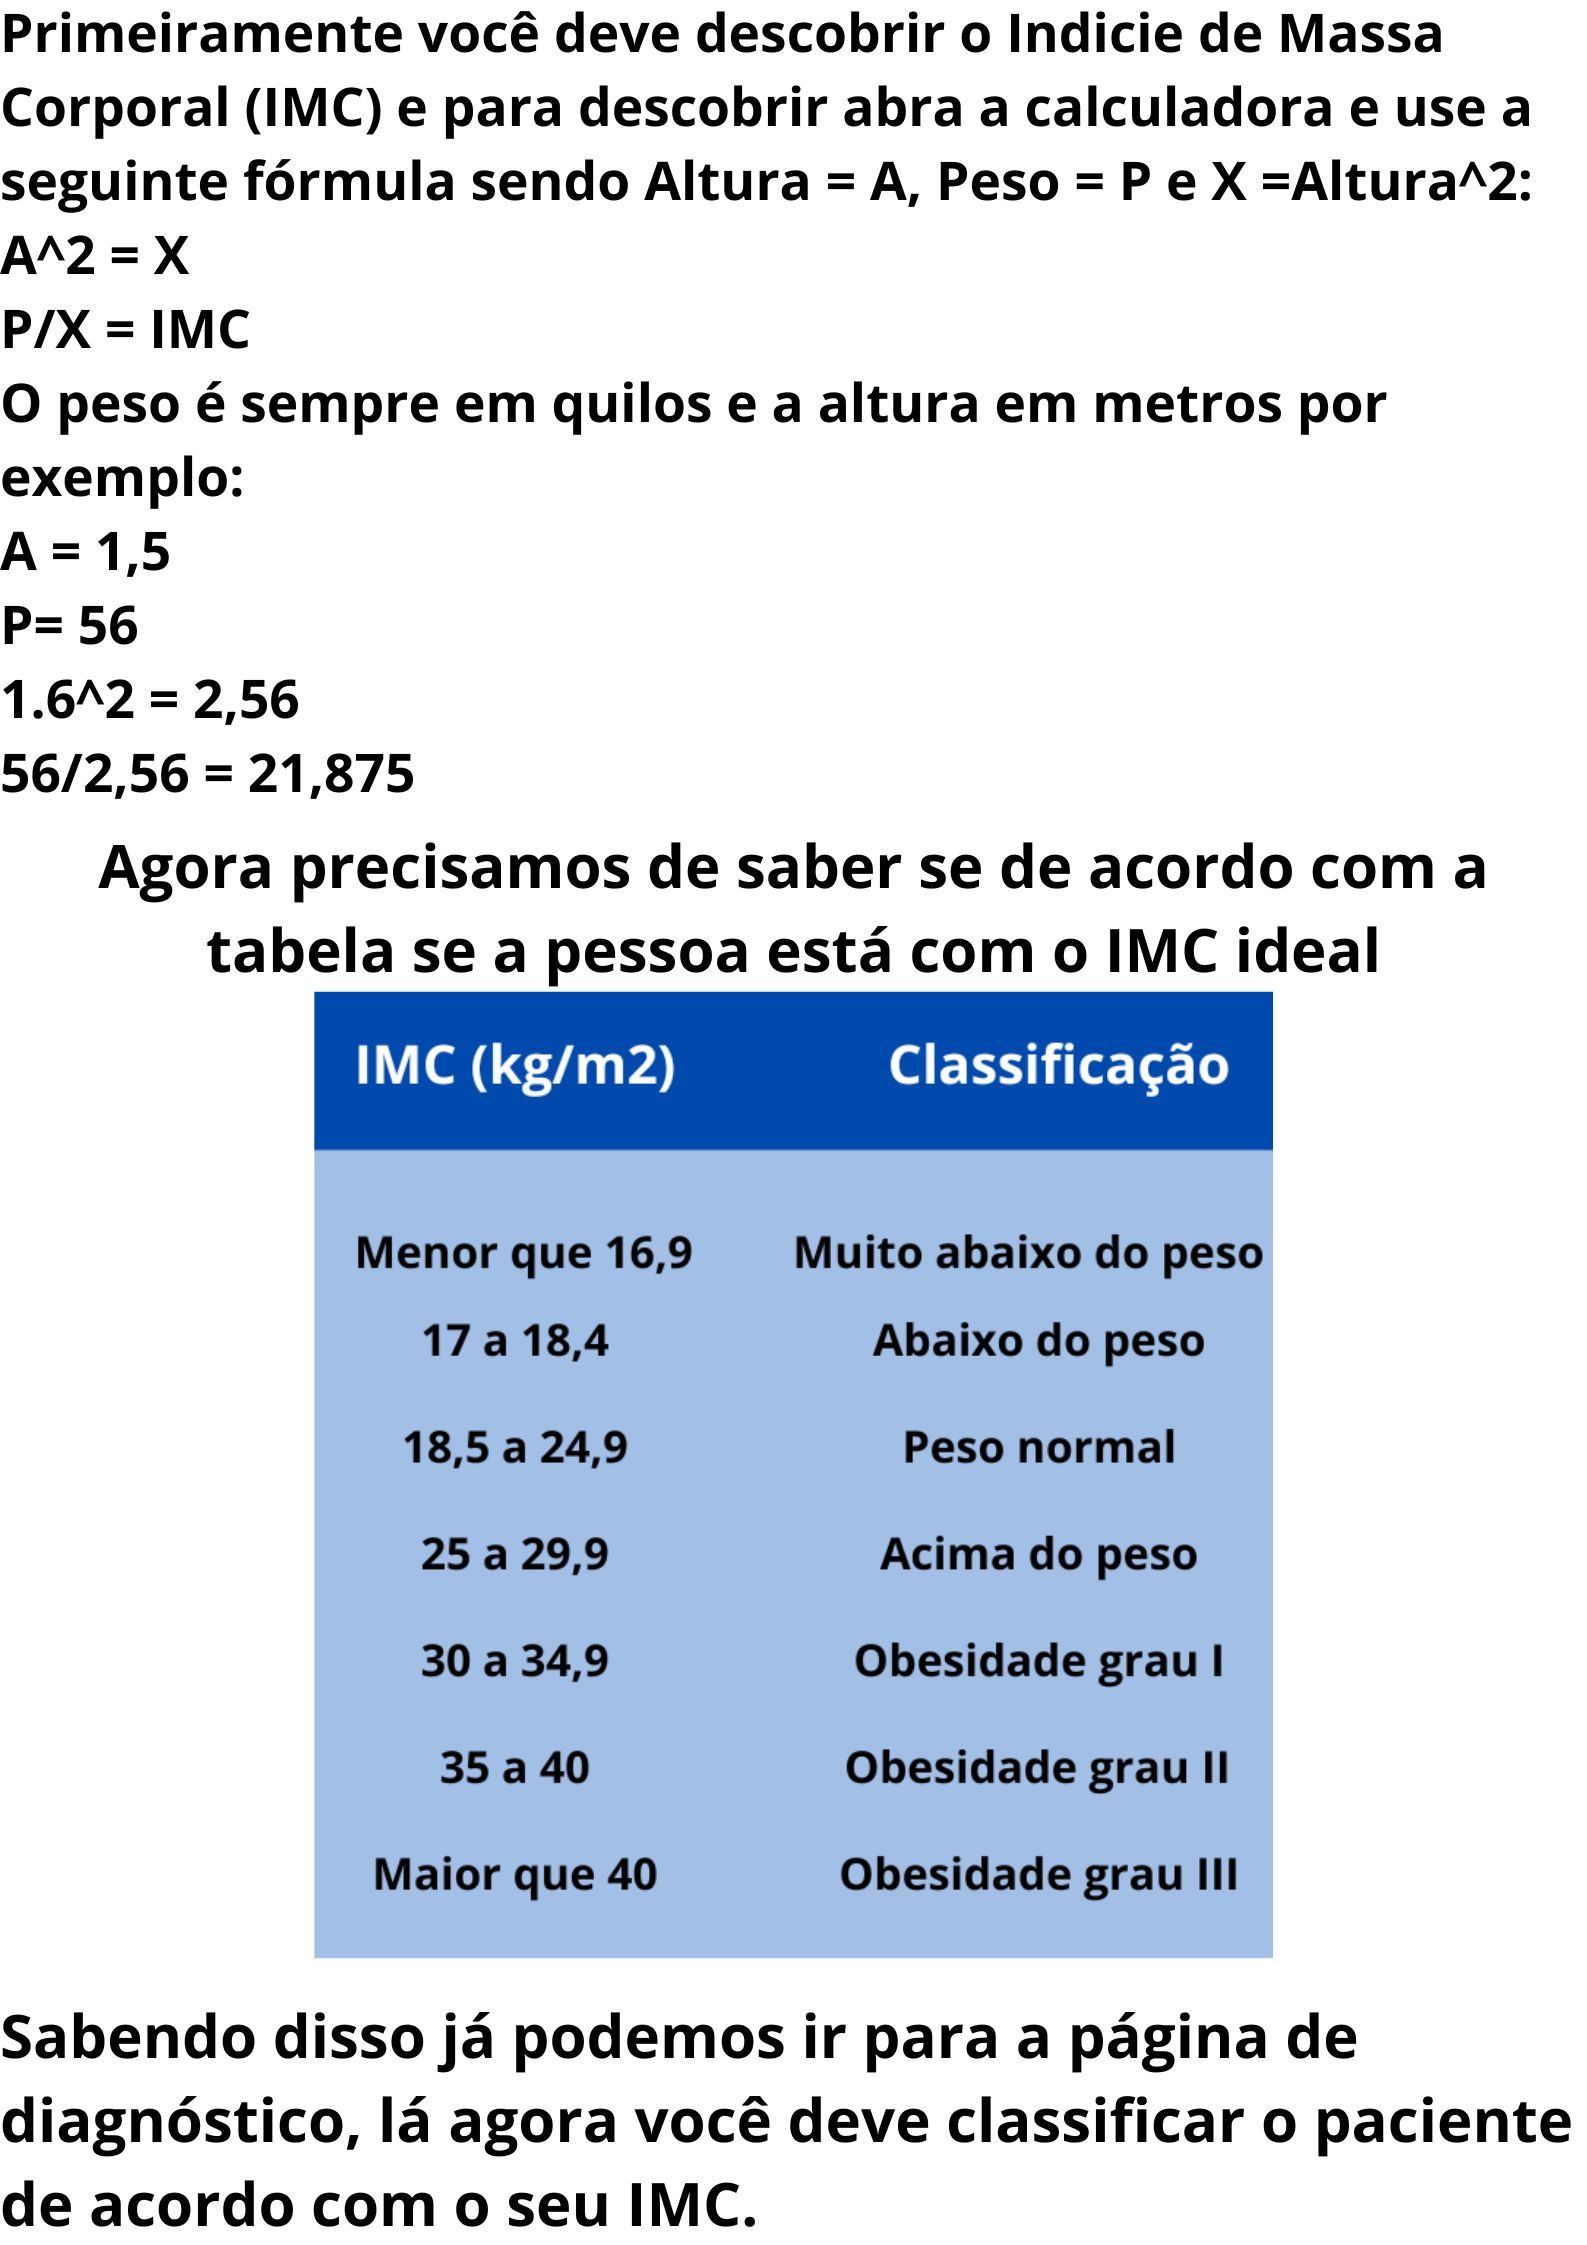 Primeiramente você deve descobrir o Indicie de Massa
Corporal (IMC) e para descobrir abra a calculadora e use a
seguinte fórmula sendo Altura = A, Peso = P e X =Altura^2:
A^2 = X
P/X = IMC
O peso é sempre em quilos e a altura em metros por
exemplo:
A = 1,5
P= 56
1.6^2 = 2,56
56/2,56 = 21,875
Agora precisamos de saber se de acordo com a
tabela se a pessoa está com o IMC ideal
IMC (kg/m2) Classificação
Menor que 16,9 Muito abaixo do peso
17 a 18,4 Abaixo do peso
18,5 a 24,9 Peso normal
25 a 29,9 Acima do peso
30 a 34,9 Obesidade grau I
35 a 40 Obesidade grau II
Maior que 40 Obesidade grau III
Sabendo disso já podemos ir para a página de
diagnóstico, lá agora você deve classificar o paciente
de acordo com o seu IMC.